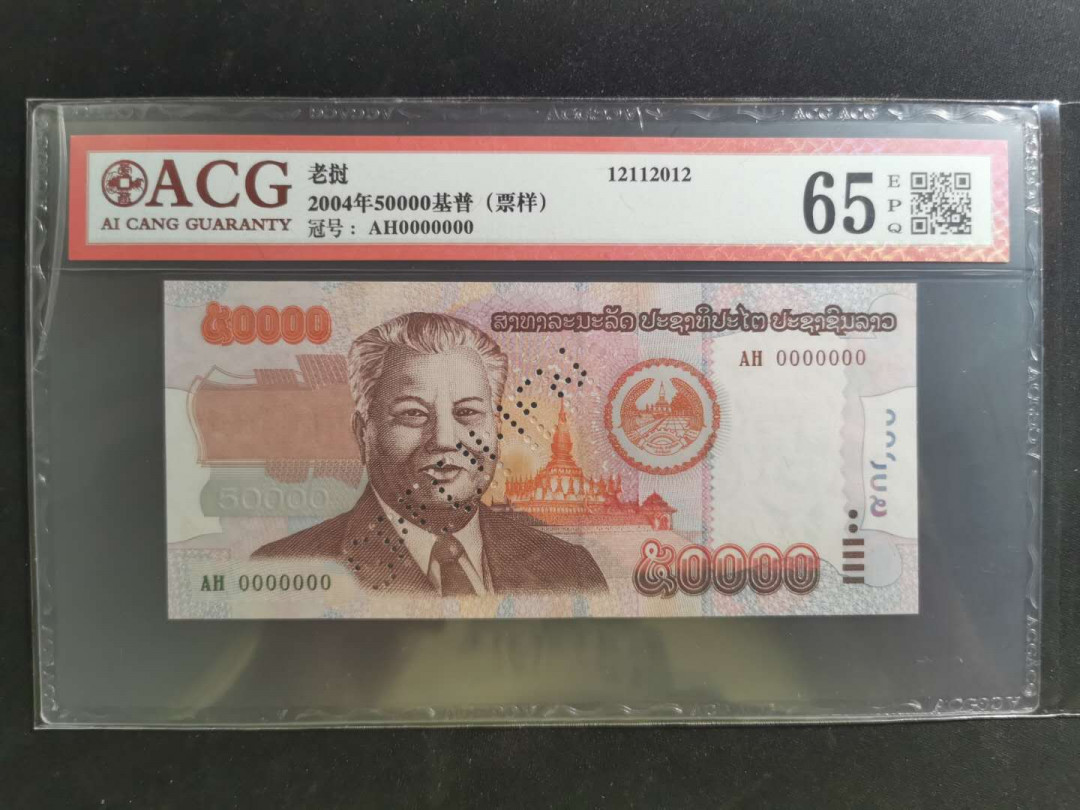 ACG
AI CANG GUARANTY
老挝
2004年50000基普（票样）
冠号： AH0000000
12112012
65
EPQ
໕0000
ສາທາລະນະລັດ ປະຊາທິປະໄຕ ປະຊາຊົນລາວ
AH 0000000
50000
AH 0000000
໕0000